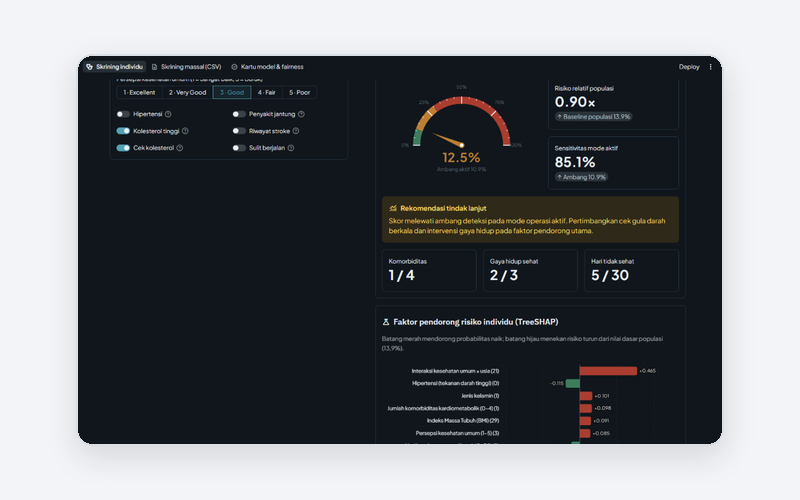 Skrining individu
Skrining massal (CSV)
Kartu model & fairness
Deploy
1 · Excellent
2 · Very Good
3 · Good
4 · Fair
5 · Poor
Hipertensi
Penyakit jantung
Kolesterol tinggi
Riwayat stroke
Cek kolesterol
Sulit berjalan
0%
25%
50%
75%
12.5%
Ambang aktif 10.9%
Risiko relatif populasi
0.90×
↑ Baseline populasi 13.9%
Sensitivitas mode aktif
85.1%
↑ Ambang 10.9%
Rekomendasi tindak lanjut
Skor melewati ambang deteksi pada mode operasi aktif. Pertimbangkan cek gula darah
berkala dan intervensi gaya hidup pada faktor pendorong utama.
Komorbiditas
1 / 4
Gaya hidup sehat
2 / 3
Hari tidak sehat
5 / 30
Faktor pendorong risiko individu (TreeSHAP)
Batang merah mendorong probabilitas naik; batang hijau menekan risiko turun dari nilai dasar populasi
(13,9%).
Interaksi kesehatan umum × usia (21)
+0.465
Hipertensi (tekanan darah tinggi) (0)
-0.115
Jenis kelamin (1)
+0.101
Jumlah komorbiditas kardiometabolik (0-4) (1)
+0.098
Indeks Massa Tubuh (BMI) (29)
+0.091
Persepsi kesehatan umum (1-5) (3)
+0.085